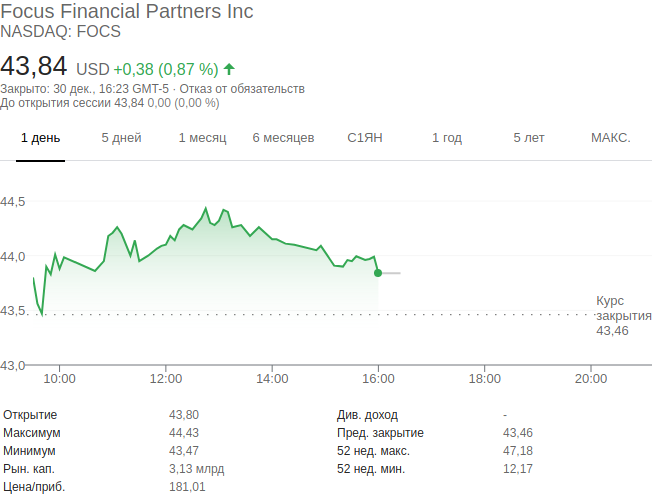 Focus Financial Partners Inc
NASDAQ: FOCS
43,84 USD +0,38 (0,87 %)
Закрыто: 30 дек., 16:23 GMT-5 · Отказ от обязательств
До открытия сессии 43,84 0,00 (0,00 %)
1 день 5 дней 1 месяц 6 месяцев С1ЯН 1 год 5 лет МАКС.
44,5
44,0
43,5
Курс
закрытия
43,46
43,0
10:00 12:00 14:00 16:00 18:00 20:00
Открытие 43,80 Див. доход -
Максимум 44,43 Пред. закрытие 43,46
Минимум 43,47 52 нед. макс. 47,18
Рын. кап. 3,13 млрд 52 нед. мин. 12,17
Цена/приб. 181,01